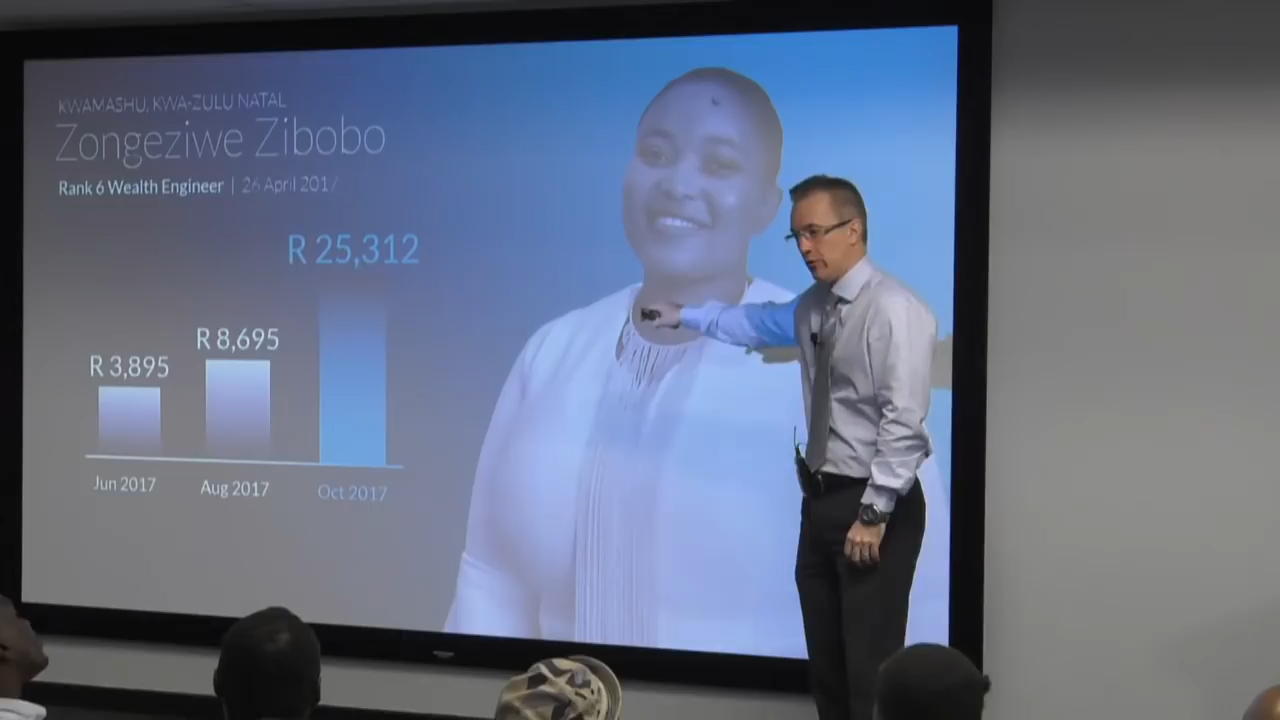 KWAMASHU, KWA-ZULU NATAL
Zongeziwe Zibobo
Rank 6 Wealth Engineer | 26 April 2017
R 25,312
R 8,695
R 3,895
Jun 2017
Aug 2017
Oct 2017